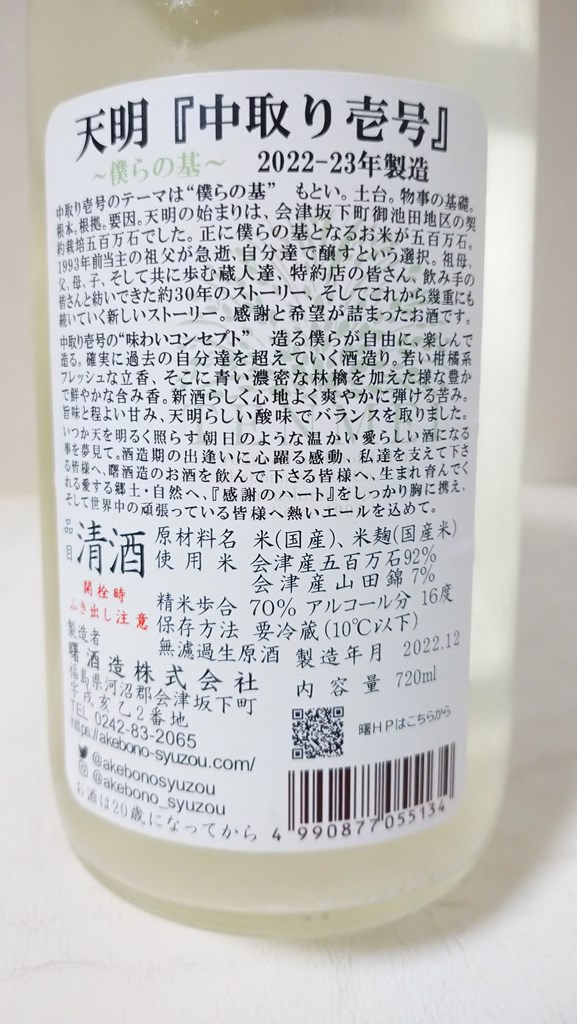 天明『中取り壱号』
~僕らの基~ 2022-23年製造
中取り壱号のテーマは“僕らの基” もとい。土台。物事の基礎。
根本。根拠。要因。天明の始まりは、会津坂下町御池田地区の契
約栽培五百万石でした。正に僕らの基となるお米が五百万石。
1993年前当主の祖父が急逝、自分達で醸すという選択。祖母、
父、母、子、そして共に歩む蔵人達、特約店の皆さん、飲み手の
皆さんと紡いできた約30年のストーリー、そしてこれから幾重にも
続いていく新しいストーリー。感謝と希望が詰まったお酒です。
中取り壱号の“味わいコンセプト” 造る僕らが自由に、楽しんで
造る。確実に過去の自分達を超えていく酒造り。若い柑橘系
フレッシュな立香、そこに青い濃密な林檎を加えた様な豊か
で鮮やかな含み香。新酒らしく心地よく爽やかに弾ける苦み。
旨味と程よい甘み、天明らしい酸味でバランスを取りました。
いつか天を明るく照らす朝日のような温かい愛らしい酒になる
事を夢見て。酒造期の出逢いに心躍る感動、私達を支えて下さ
る皆様へ、曙酒造のお酒を飲んで下さる皆様へ、生まれ育んでく
れる愛する郷土・自然へ、『感謝のハート』をしっかり胸に携え、
そして世界中の頑張っている皆様へ熱いエールを込めて。
品目 清酒
原材料名 米(国産)、米麹(国産米)
使用米 会津産五百万石92%
会津産山田錦 7%
開栓時
ふき出し注意
精米歩合 70% アルコール分 16度
保存方法 要冷蔵(10℃以下)
無濾過生原酒 製造年月 2022.12
製造者
曙酒造株式会社
内容量 720ml
福島県河沼郡会津坂下町
字戌亥乙2番地
TEL 0242-83-2065
https://akebono-syuzou.com/
曙HPはこちらから
@akebonosyuzou
@akebono_syuzou
お酒は20歳になってから
4 990877 055134